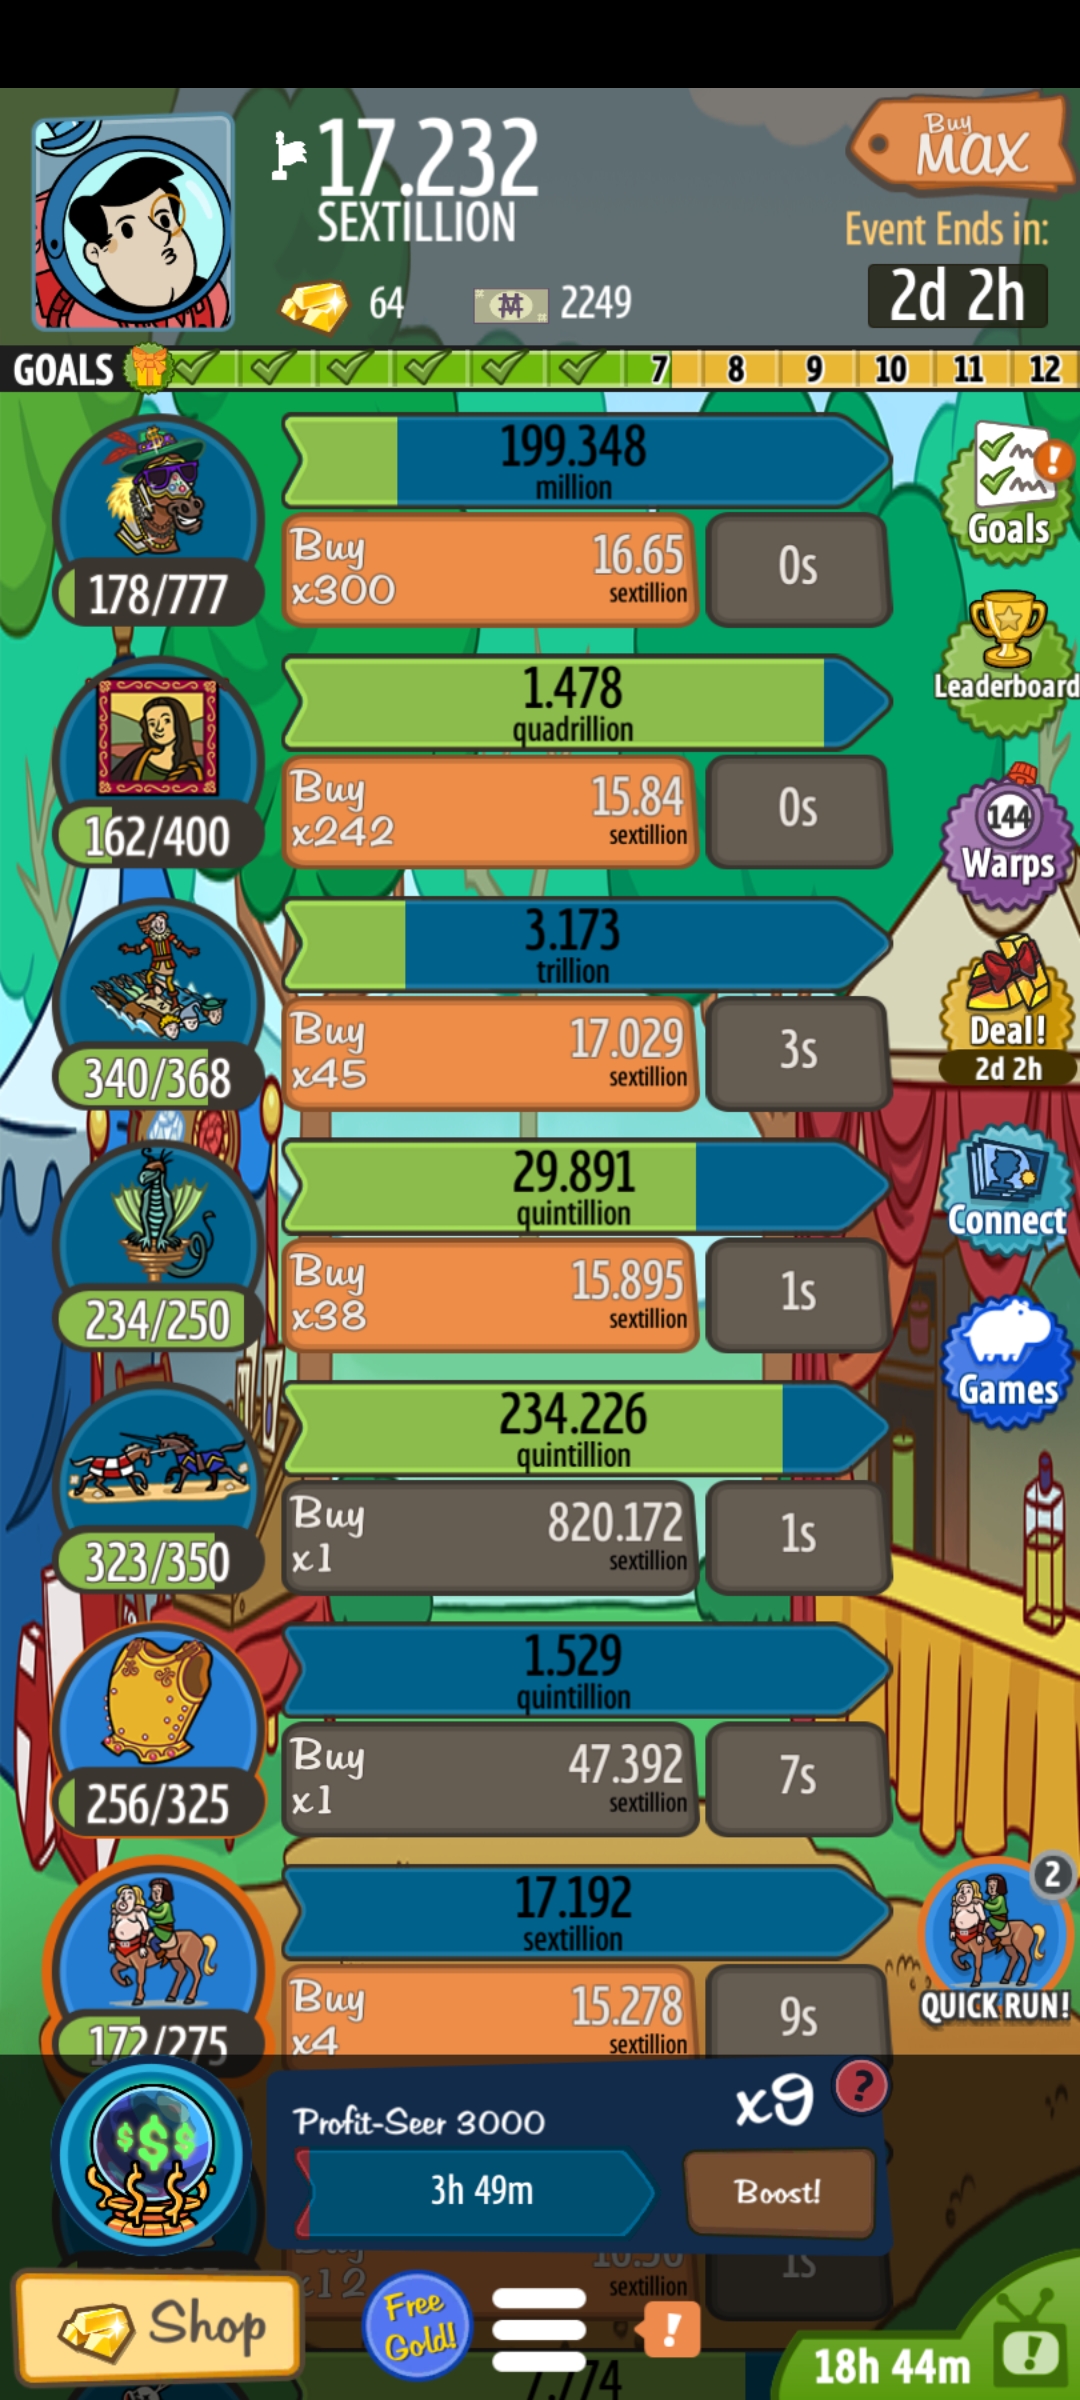 17.232
SEXTILLION
Buy
MAX
Event Ends in:
2d 2h
64
2249
GOALS
7
8
9
10
11
12
199.348
million
Buy
x300
16.65
sextillion
0s
178/777
Goals
1.478
quadrillion
Buy
x242
15.84
sextillion
0s
162/400
Leaderboard
144
Warps
3.173
trillion
Buy
x45
17.029
sextillion
3s
340/368
Deal!
2d 2h
29.891
quintillion
Buy
x38
15.895
sextillion
1s
234/250
Connect
Games
234.226
quintillion
Buy
x1
820.172
sextillion
1s
323/350
1.529
quintillion
Buy
x1
47.392
sextillion
7s
256/325
17.192
sextillion
Buy
x4
15.278
sextillion
9s
172/275
2
QUICK RUN!
$$$
Profit-Seer 3000
x9
?
3h 49m
Boost!
x12
sextillion
1s
Shop
Free
Gold!
!
18h 44m
!
7.774